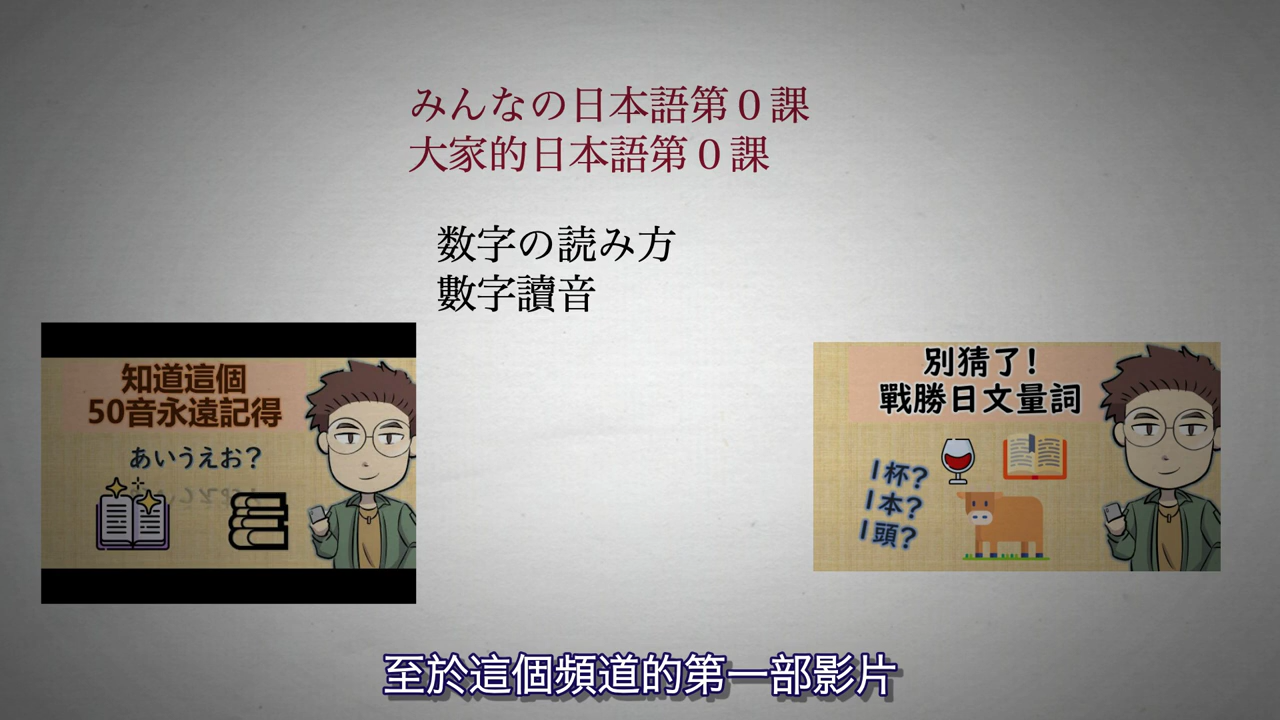 みんなの日本語第０課
大家的日本語第０課
数字の読み方
數字讀音
知道這個
50音永遠記得
あいうえお？
別猜了！
戰勝日文量詞
1杯?
1本?
1頭?
至於這個頻道的第一部影片